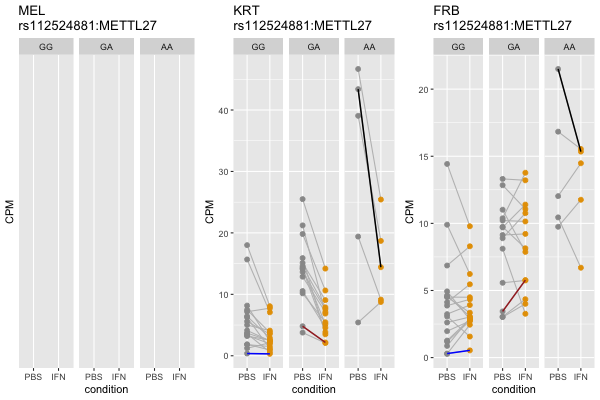 MEL
rs112524881:METTL27
GG GA AA
CPM
PBS IFN PBS IFN PBS IFN
condition
KRT
rs112524881:METTL27
GG GA AA
CPM
40
30
20
10
0
PBS IFN PBS IFN PBS IFN
condition
FRB
rs112524881:METTL27
GG GA AA
CPM
20
15
10
5
0
PBS IFN PBS IFN PBS IFN
condition